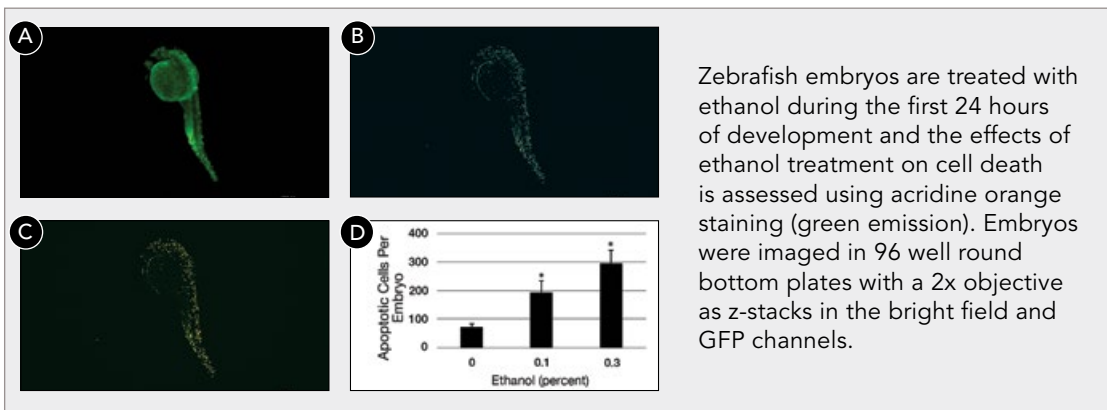 A
B
Zebrafish embryos are treated with
ethanol during the first 24 hours
of development and the effects of
ethanol treatment on cell death
is assessed using acridine orange
staining (green emission). Embryos
were imaged in 96 well round
bottom plates with a 2x objective
as z-stacks in the bright field and
GFP channels.
C
D
Apoptotic Cells Per
Embryo
400
300
200
100
0
*
*
0 0.1 0.3
Ethanol (percent)